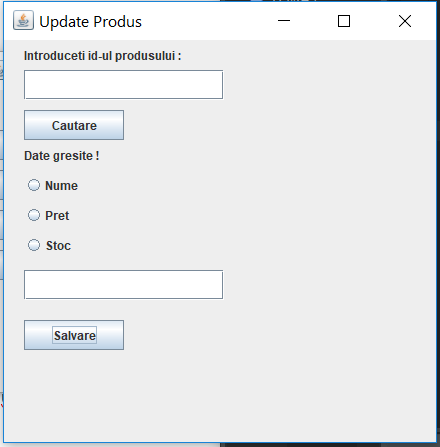 Update Produs
Introduceti id-ul produsului :
Cautare
Date gresite !
Nume
Pret
Stoc
Salvare